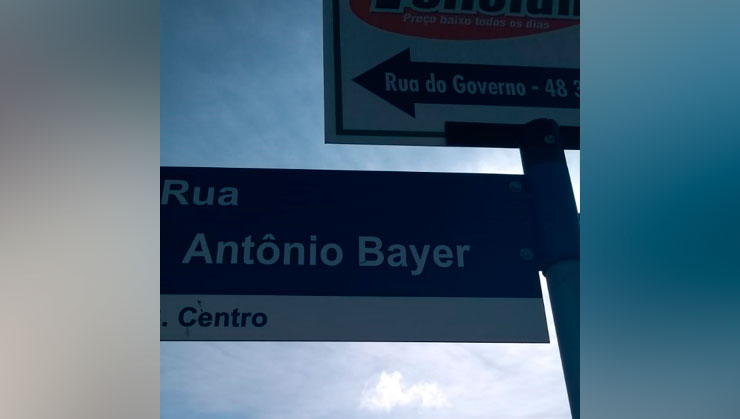 Preço baixo todos os dias
Rua do Governo - 48
Rua
Antônio Bayer
Centro